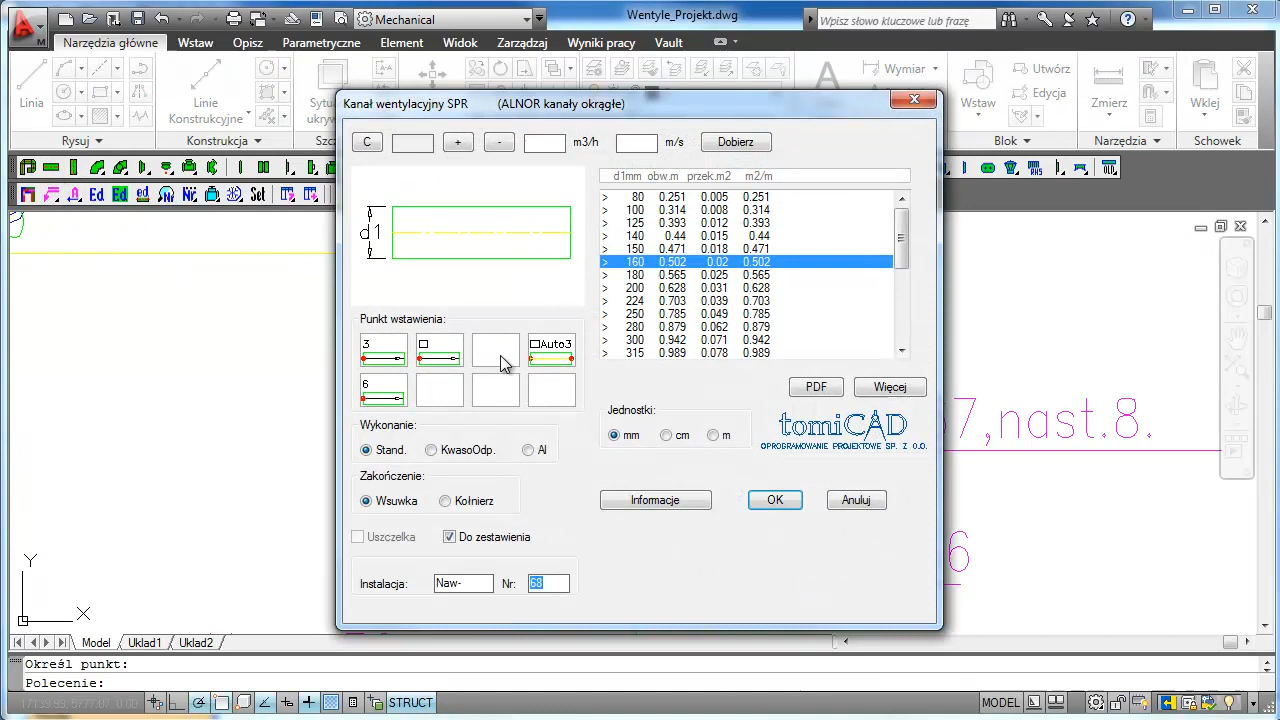 Mechanical
Wentyle_Projekt.dwg
Wpisz słowo kluczowe lub frazę
Narzędzia główne Wstaw Opisz Parametryczne Element Widok Zarządzaj Wyniki pracy Vault
Linia
Linie
Konstrukcyjne
Wymiar
Utwórz
Edycja
Wstaw
Zmierz
Wklej
Rysuj
Konstrukcja
Blok
Narzędzia
Schowek
Kanał wentylacyjny SPR (ALNOR kanały okrągłe)
C + - m3/h m/s Dobierz
d1mm obw.m przek.m2 m2/m
> 80 0.251 0.005 0.251
> 100 0.314 0.008 0.314
> 125 0.393 0.012 0.393
> 140 0.44 0.015 0.44
> 150 0.471 0.018 0.471
> 160 0.502 0.02 0.502
> 180 0.565 0.025 0.565
> 200 0.628 0.031 0.628
> 224 0.703 0.039 0.703
> 250 0.785 0.049 0.785
> 280 0.879 0.062 0.879
> 300 0.942 0.071 0.942
> 315 0.989 0.078 0.989
d1
Punkt wstawienia:
3
Auto3
6
PDF Więcej
Jednostki:
mm cm m
tomiCAD
OPROGRAMOWANIE PROJEKTOWE SP. Z O.O.
Wykonanie:
Stand. KwasoOdp. Al
Zakończenie:
Wsuwka Kołnierz
Informacje OK Anuluj
Uszczelka Do zestawienia
Instalacja: Naw- Nr: 68
7,nast.8.
6
Y
X
Model Uklad1 Uklad2
Określ punkt:
Polecenie:
STRUCT
MODEL